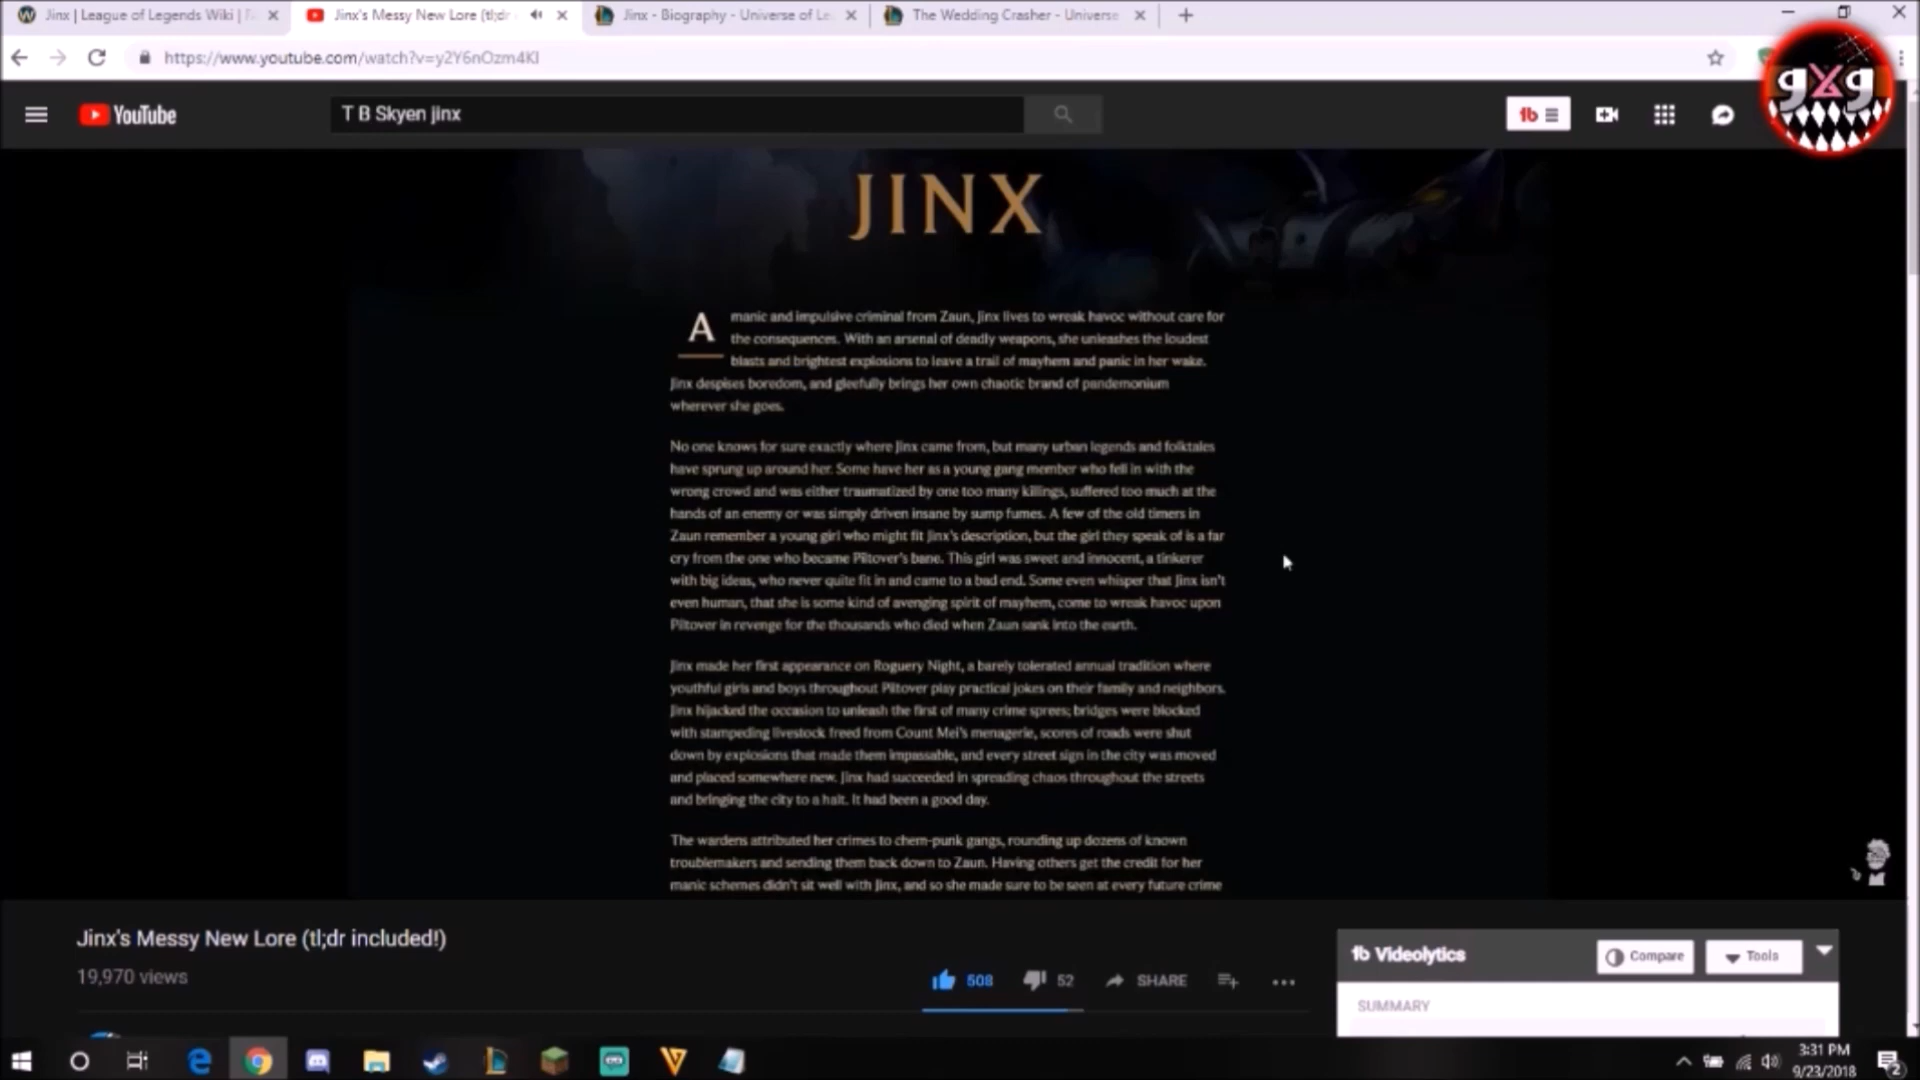 Jinx | League of Legends Wiki | F
Jinx's Messy New Lore (tl;dr
Jinx - Biography - Universe of Le
The Wedding Crasher - Universe
https://www.youtube.com/watch?v=y2Y6nOzm4KI
gXg
YouTube
T B Skyen jinx
JINX
A manic and impulsive criminal from Zaun, Jinx lives to wreak havoc without care for
the consequences. With an arsenal of deadly weapons, she unleashes the loudest
blasts and brightest explosions to leave a trail of mayhem and panic in her wake.
Jinx despises boredom, and gleefully brings her own chaotic brand of pandemonium
wherever she goes.
No one knows for sure exactly where Jinx came from, but many urban legends and folktales
have sprung up around her. Some have her as a young gang member who fell in with the
wrong crowd and was either traumatized by one too many killings, suffered too much at the
hands of an enemy or was simply driven insane by sump fumes. A few of the old timers in
Zaun remember a young girl who might fit Jinx's description, but the girl they speak of is a far
cry from the one who became Piltover's bane. This girl was sweet and innocent, a tinkerer
with big ideas, who never quite fit in and came to a bad end. Some even whisper that Jinx isn't
even human, that she is some kind of avenging spirit of mayhem, come to wreak havoc upon
Piltover in revenge for the thousands who died when Zaun sank into the earth.
Jinx made her first appearance on Roguery Night, a barely tolerated annual tradition where
youthful girls and boys throughout Piltover play practical jokes on their family and neighbors.
Jinx hijacked the occasion to unleash the first of many crime sprees; bridges were blocked
with stampeding livestock freed from Count Mei's menagerie, scores of roads were shut
down by explosions that made them impassable, and every street sign in the city was moved
and placed somewhere new. Jinx had succeeded in spreading chaos throughout the streets
and bringing the city to a halt. It had been a good day.
The wardens attributed her crimes to chem-punk gangs, rounding up dozens of known
troublemakers and sending them back down to Zaun. Having others get the credit for her
manic schemes didn't sit well with Jinx, and so she made sure to be seen at every future crime
Jinx's Messy New Lore (tl;dr included!)
19,970 views
508
52
SHARE
Videolytics
Compare
Tools
SUMMARY
3:31 PM
9/23/2018
2